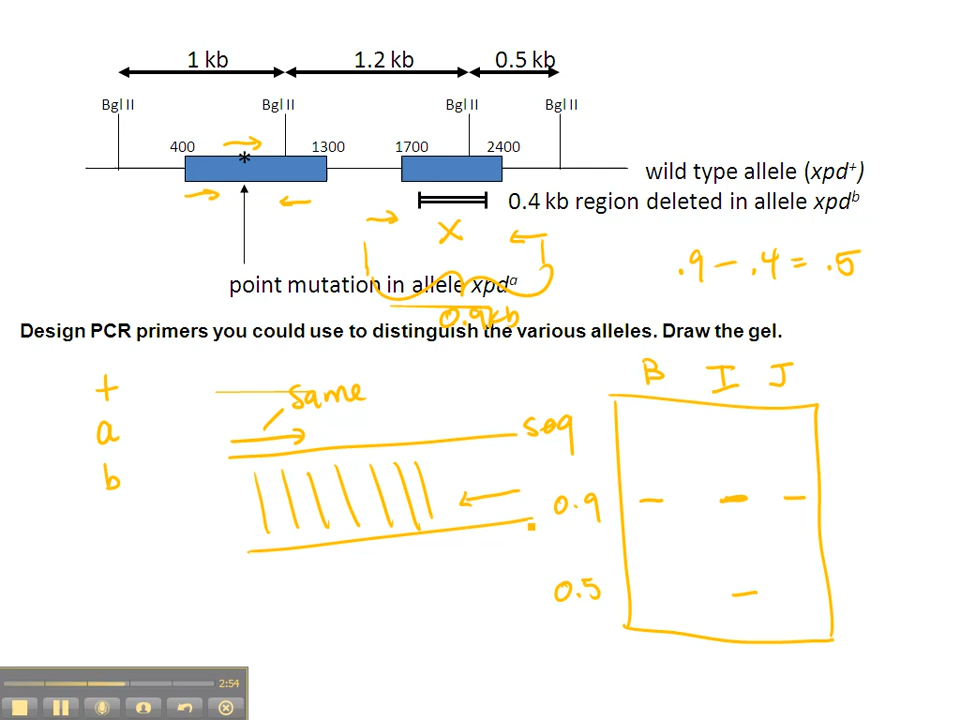 1 kb 1.2 kb 0.5 kb
Bgl II Bgl II Bgl II Bgl II
400 1300 1700 2400
*
wild type allele (xpd+)
0.4 kb region deleted in allele xpdb
X
.9 - .4 = .5
point mutation in allele xpda
0.9kb
Design PCR primers you could use to distinguish the various alleles. Draw the gel.
B I J
+
same
a
seq
b
0.9
0.5
2:54